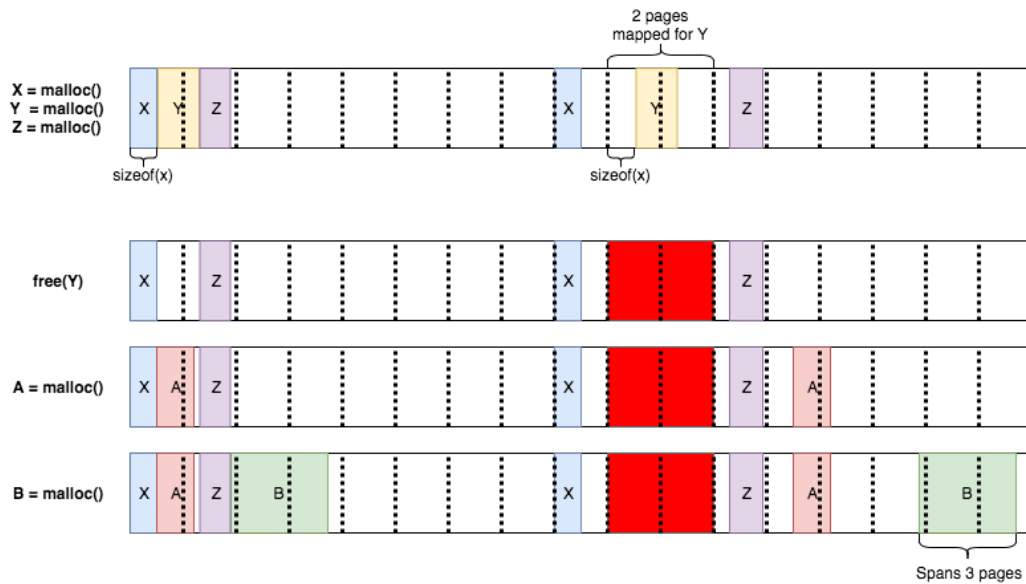 2 pages
mapped for Y
X = malloc()
Y  = malloc()
Z = malloc()
X Y Z X Y Z
sizeof(x) sizeof(x)
free(Y)
X Z X Z
A = malloc()
X A Z X Z A
B = malloc()
X A Z B X Z A B
Spans 3 pages